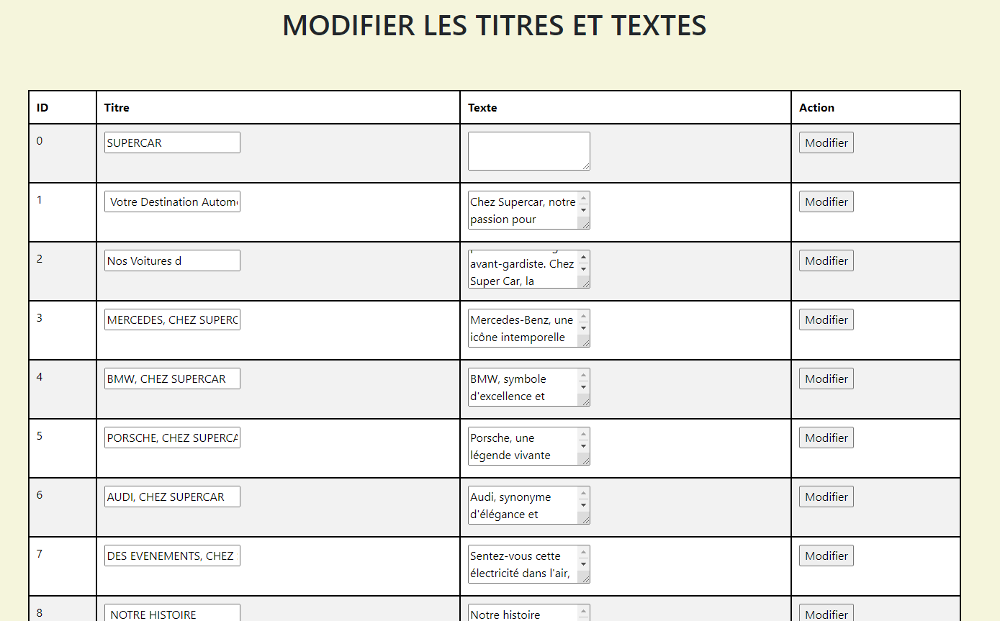 MODIFIER LES TITRES ET TEXTES
ID Titre Texte Action
0 SUPERCAR Modifier
1 Votre Destination Chez Supercar, notre Modifier
passion pour
2 Nos Voitures d avant-gardiste. Chez Modifier
Super Car, la
3 MERCEDES, CHEZ Mercedes-Benz, une Modifier
icône intemporelle
4 BMW, CHEZ SUPERCAR BMW, symbole Modifier
d'excellence et
5 PORSCHE, CHEZ Porsche, une Modifier
légende vivante
6 AUDI, CHEZ SUPERCAR Audi, synonyme Modifier
d'élégance et
7 DES EVENEMENTS, CHEZ Sentez-vous cette Modifier
électricité dans l'air,
8 NOTRE HISTOIRE Notre histoire Modifier